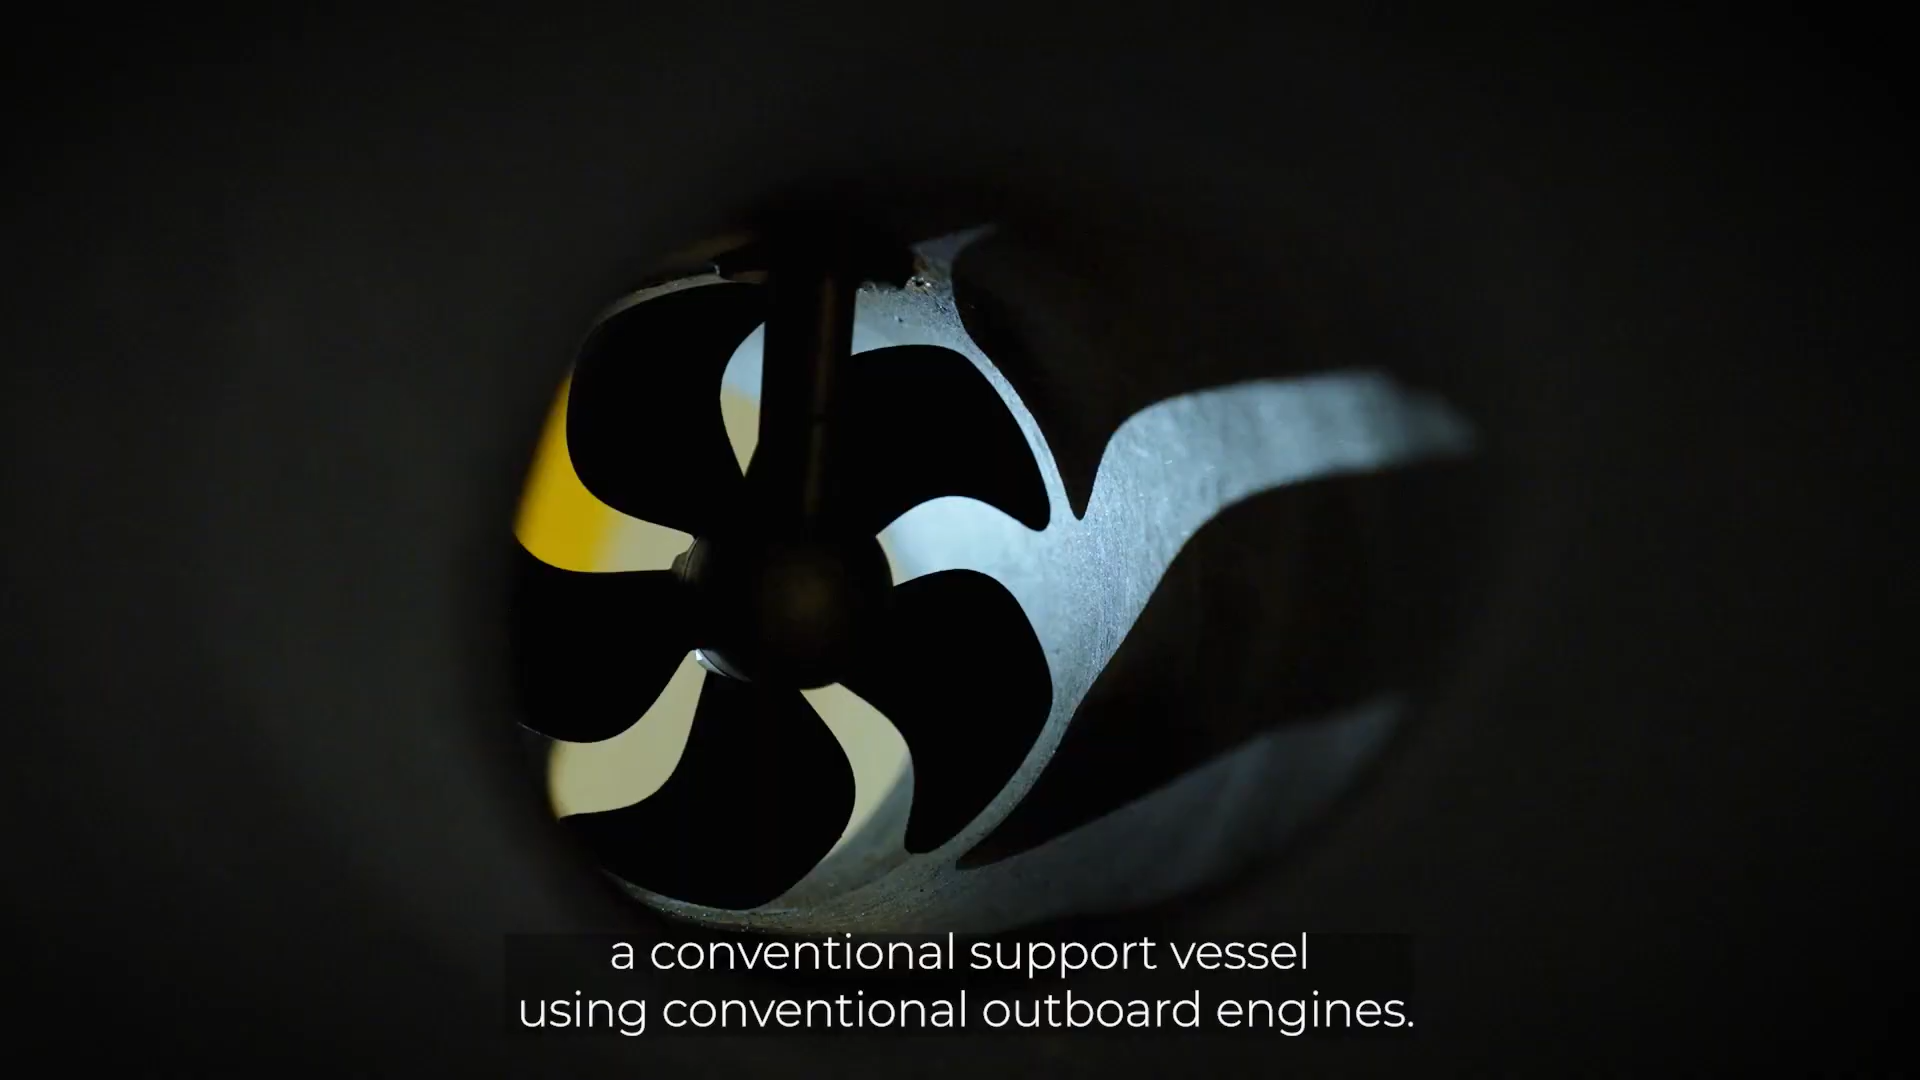 a conventional support vessel
using conventional outboard engines.